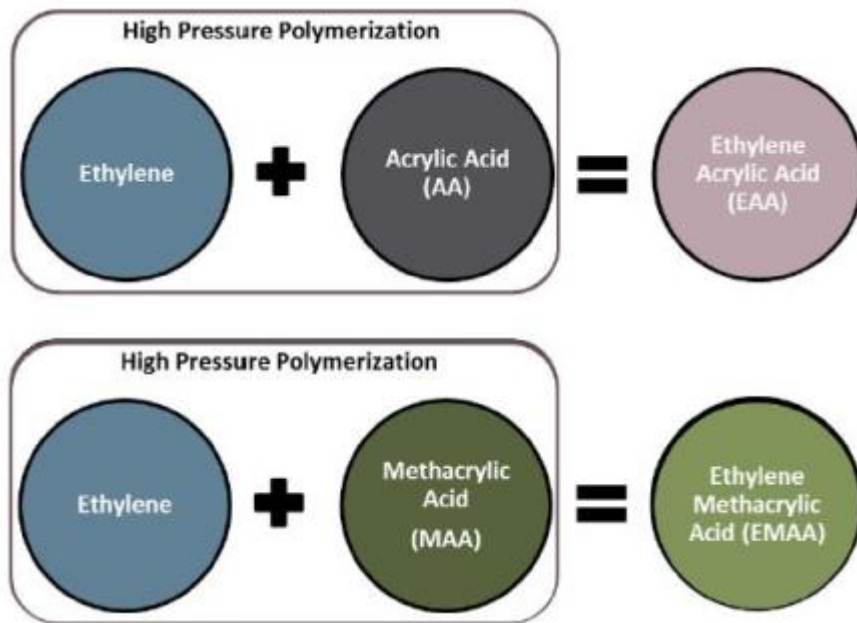 High Pressure Polymerization
Ethylene
Acrylic Acid
(AA)
Ethylene
Acrylic Acid
(EAA)
High Pressure Polymerization
Ethylene
Methacrylic
Acid
(MAA)
Ethylene
Methacrylic
Acid (EMAA)